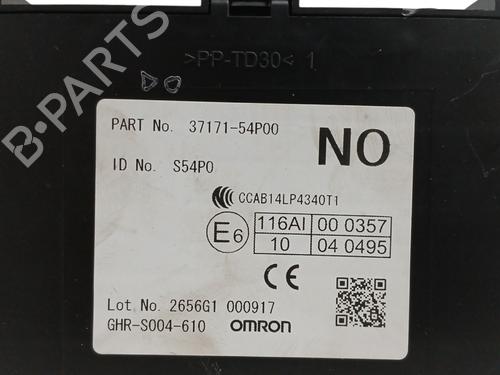 >PP-TD30< 1
PART No. 37171-54P00
NO
ID No. S54P0
CCAB14LP4340T1
E6
116AI 00 0357
10 04 0495
CE
Lot No. 2656G1 000917
GHR-S004-610 OMRON